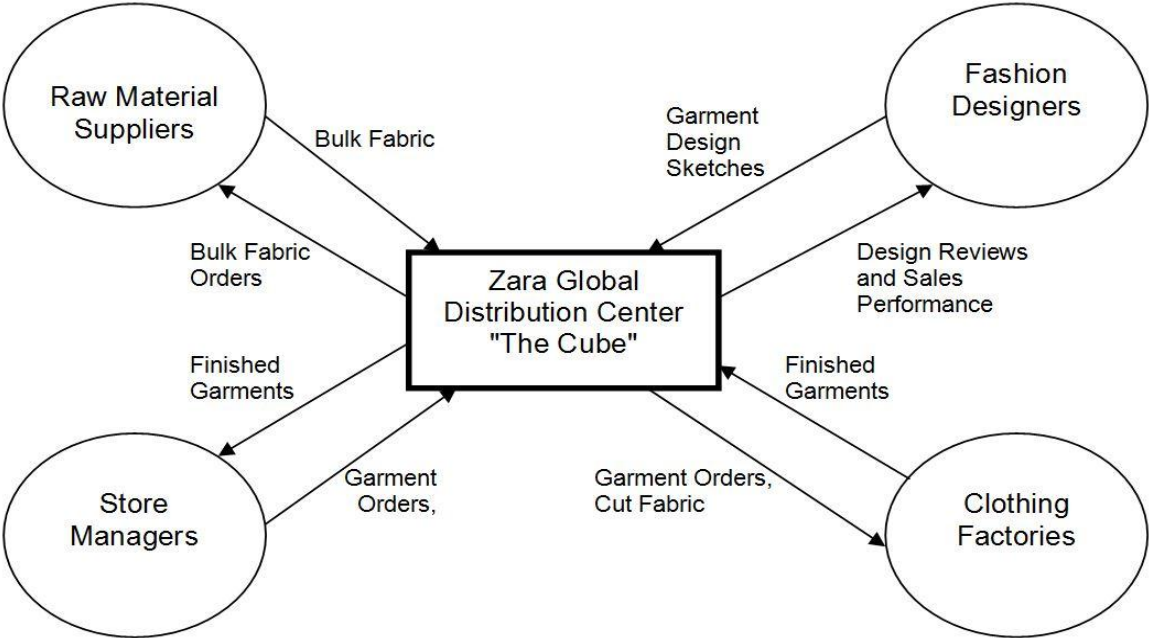 Raw Material
Suppliers
Bulk Fabric
Garment
Design
Sketches
Fashion
Designers
Bulk Fabric
Orders
Zara Global
Distribution Center
"The Cube"
Design Reviews
and Sales
Performance
Finished
Garments
Finished
Garments
Store
Managers
Garment
Orders,
Garment Orders,
Cut Fabric
Clothing
Factories